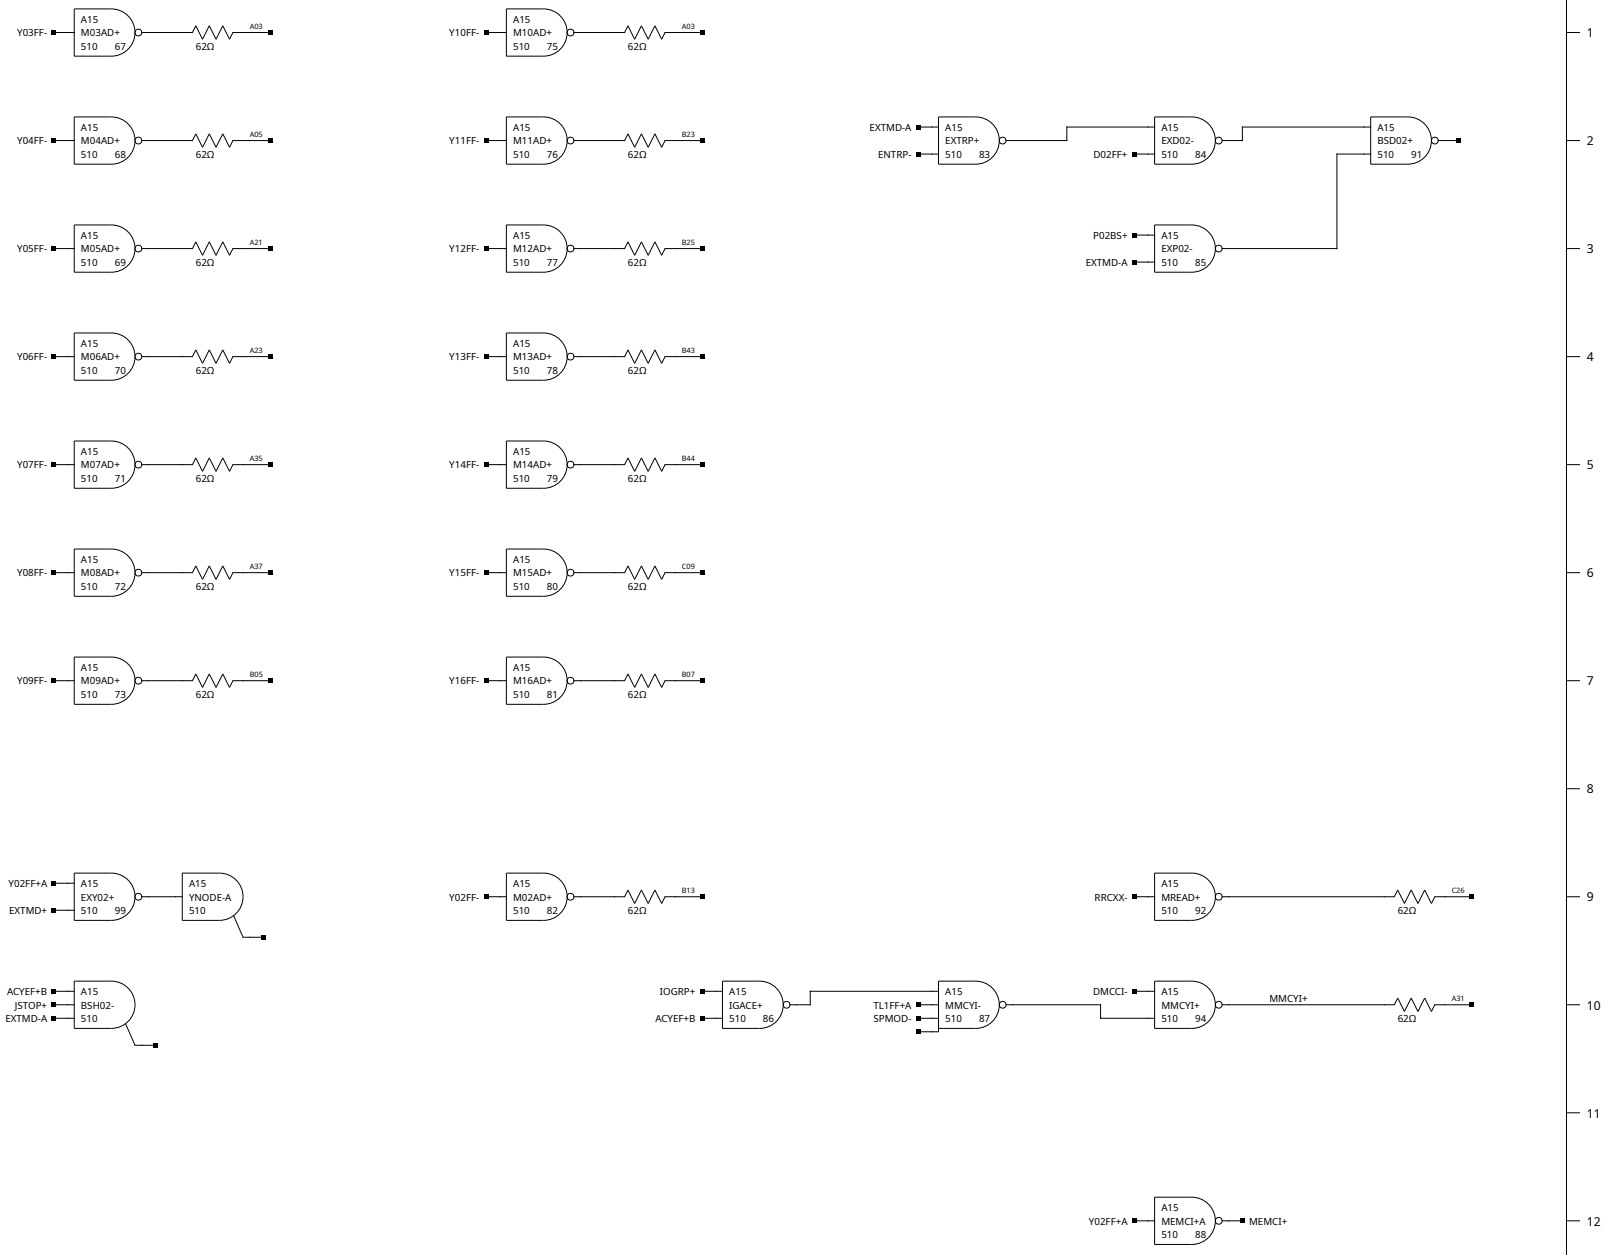 A15
Y03FF-
M03AD+
A03
510 67
62Ω
A15
Y10FF-
M10AD+
A03
510 75
62Ω
1
A15
Y04FF-
M04AD+
A05
510 68
62Ω
A15
Y11FF-
M11AD+
B23
510 76
62Ω
EXTMD-A
A15
EXTRP+
ENTRP-
510 83
A15
EXD02-
D02FF+
510 84
A15
BSD02+
510 91
2
A15
Y05FF-
M05AD+
A21
510 69
62Ω
A15
Y12FF-
M12AD+
B25
510 77
62Ω
P02BS+
A15
EXP02-
EXTMD-A
510 85
3
A15
Y06FF-
M06AD+
A23
510 70
62Ω
A15
Y13FF-
M13AD+
B43
510 78
62Ω
4
A15
Y07FF-
M07AD+
A35
510 71
62Ω
A15
Y14FF-
M14AD+
B44
510 79
62Ω
5
A15
Y08FF-
M08AD+
A37
510 72
62Ω
A15
Y15FF-
M15AD+
C09
510 80
62Ω
6
A15
Y09FF-
M09AD+
B05
510 73
62Ω
A15
Y16FF-
M16AD+
B07
510 81
62Ω
7
8
Y02FF+A
A15
EXY02+
EXTMD+
510 99
A15
YNODE-A
510
A15
Y02FF-
M02AD+
B13
510 82
62Ω
A15
RRCXX-
MREAD+
C26
510 92
62Ω
9
ACYEF+B
A15
JSTOP+
BSH02-
EXTMD-A
510
IOGRP+
A15
IGACE+
ACYEF+B
510 86
A15
TL1FF+A
MMCYI-
SPMOD-
510 87
DMCCI-
A15
MMCYI+
510 94
MMCYI+
A31
62Ω
10
11
A15
Y02FF+A
MEMCI+A
510 88
MEMCI+
12